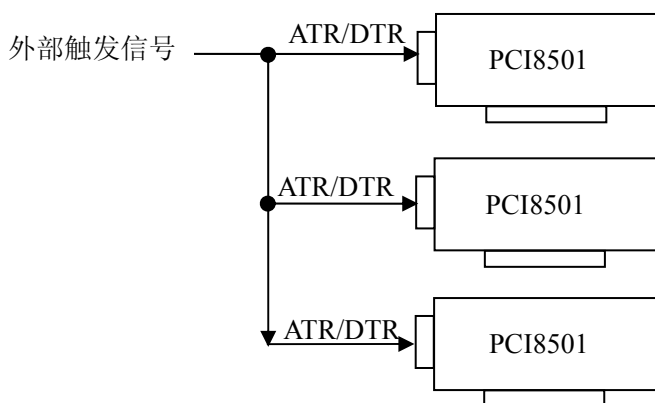 外部触发信号
ATR/DTR
PCI8501
ATR/DTR
PCI8501
ATR/DTR
PCI8501